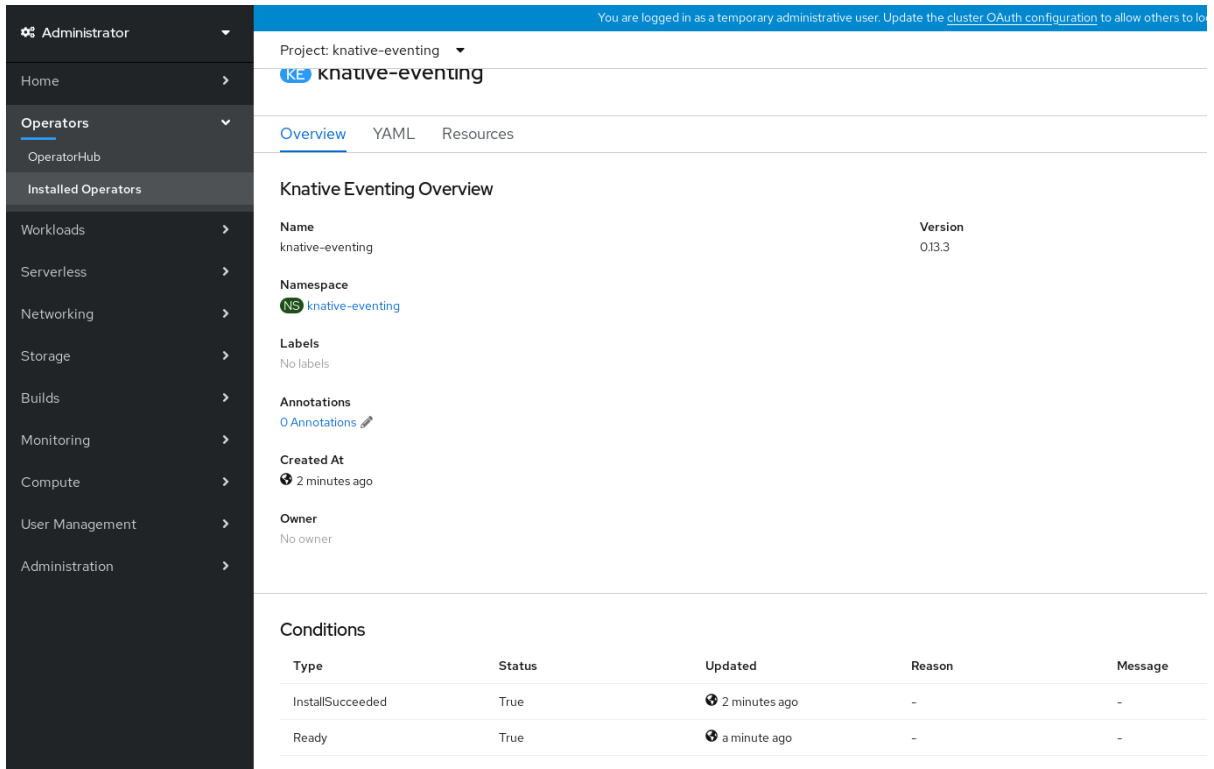 Administrator
Home
Operators
OperatorHub
Installed Operators
Workloads
Serverless
Networking
Storage
Builds
Monitoring
Compute
User Management
Administration
You are logged in as a temporary administrative user. Update the cluster OAuth configuration to allow others to
Project: knative-eventing
KE knative-eventing
Overview YAML Resources
Knative Eventing Overview
Name
knative-eventing
Version
0.13.3
Namespace
NS knative-eventing
Labels
No labels
Annotations
0 Annotations
Created At
2 minutes ago
Owner
No owner
Conditions
Type Status Updated Reason Message
InstallSucceeded True 2 minutes ago - -
Ready True a minute ago - -